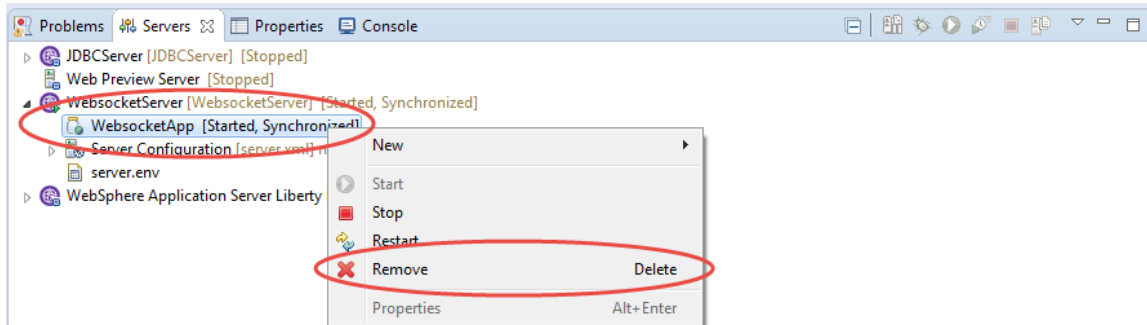 Problems Servers Properties Console
JDBCServer [JDBCServer] [Stopped]
Web Preview Server [Stopped]
WebsocketServer [WebsocketServer] [Started, Synchronized]
WebsocketApp [Started, Synchronized]
New
Server Configuration [server.xml]
Start
server.env
WebSphere Application Server Liberty
Stop
Restart
Remove Delete
Properties Alt+Enter